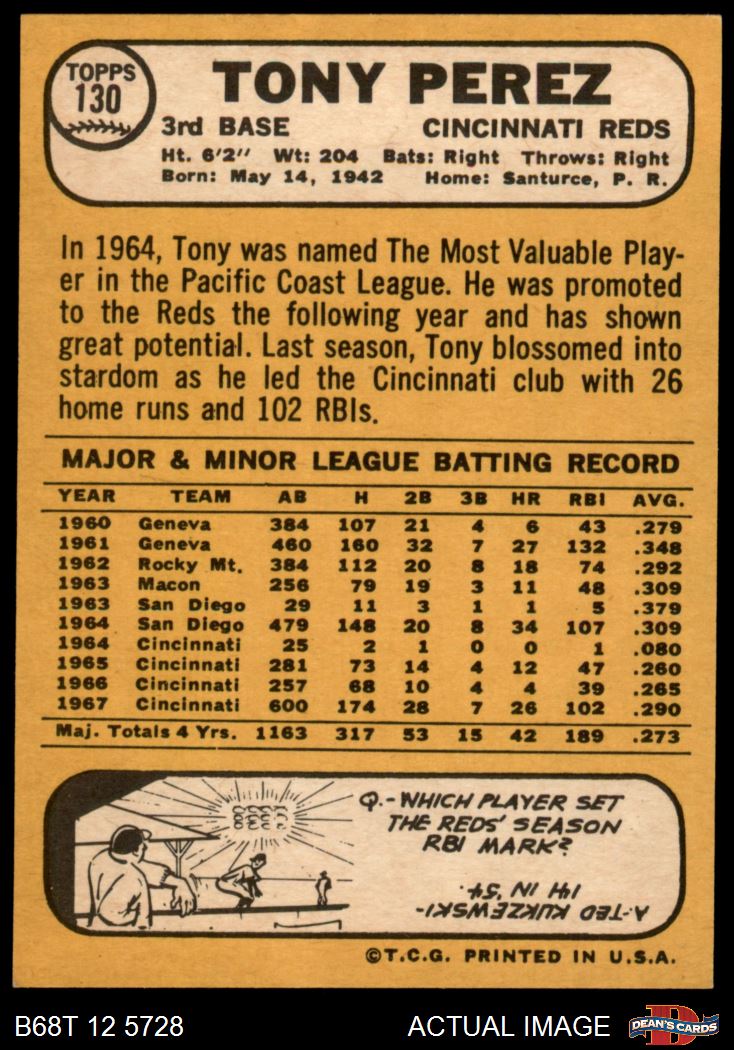 TOPPS
130
TONY PEREZ
3rd BASE CINCINNATI REDS
Ht. 6'2" Wt: 204 Bats: Right Throws: Right
Born: May 14, 1942 Home: Santurce, P. R.
In 1964, Tony was named The Most Valuable Play-
er in the Pacific Coast League. He was promoted
to the Reds the following year and has shown
great potential. Last season, Tony blossomed into
stardom as he led the Cincinnati club with 26
home runs and 102 RBIs.
MAJOR & MINOR LEAGUE BATTING RECORD
YEAR TEAM AB H 2B 3B HR RBI AVG.
1960 Geneva 384 107 21 4 6 43 .279
1961 Geneva 460 160 32 7 27 132 .348
1962 Rocky Mt. 384 112 20 8 18 74 .292
1963 Macon 256 79 19 3 11 48 .309
1963 San Diego 29 11 3 1 1 5 .379
1964 San Diego 479 148 20 8 34 107 .309
1964 Cincinnati 25 2 1 0 0 1 .080
1965 Cincinnati 281 73 14 4 12 47 .260
1966 Cincinnati 257 68 10 4 4 39 .265
1967 Cincinnati 600 174 28 7 26 102 .290
Maj. Totals 4 Yrs. 1163 317 53 15 42 189 .273
Q.- WHICH PLAYER SET
THE REDS' SEASON
RBI MARK?
A-TED KUKZEWSKI-
141 IN '54.
©T.C.G. PRINTED IN U.S.A.
B68T 12 5728 ACTUAL IMAGE
DEAN'S CARDS